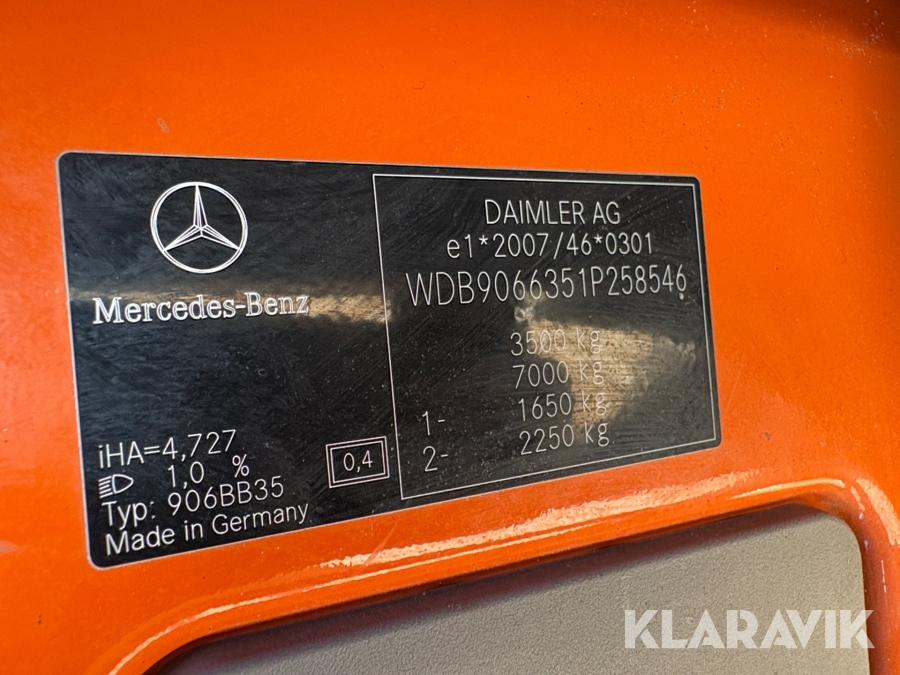 Mercedes-Benz
iHA=4,727
1,0 %
Typ: 906BB35
Made in Germany
0,4
DAIMLER AG
e1*2007/46*0301
WDB9066351P258546
3500 kg
7000 kg
1- 1650 kg
2- 2250 kg
KLARAVIK